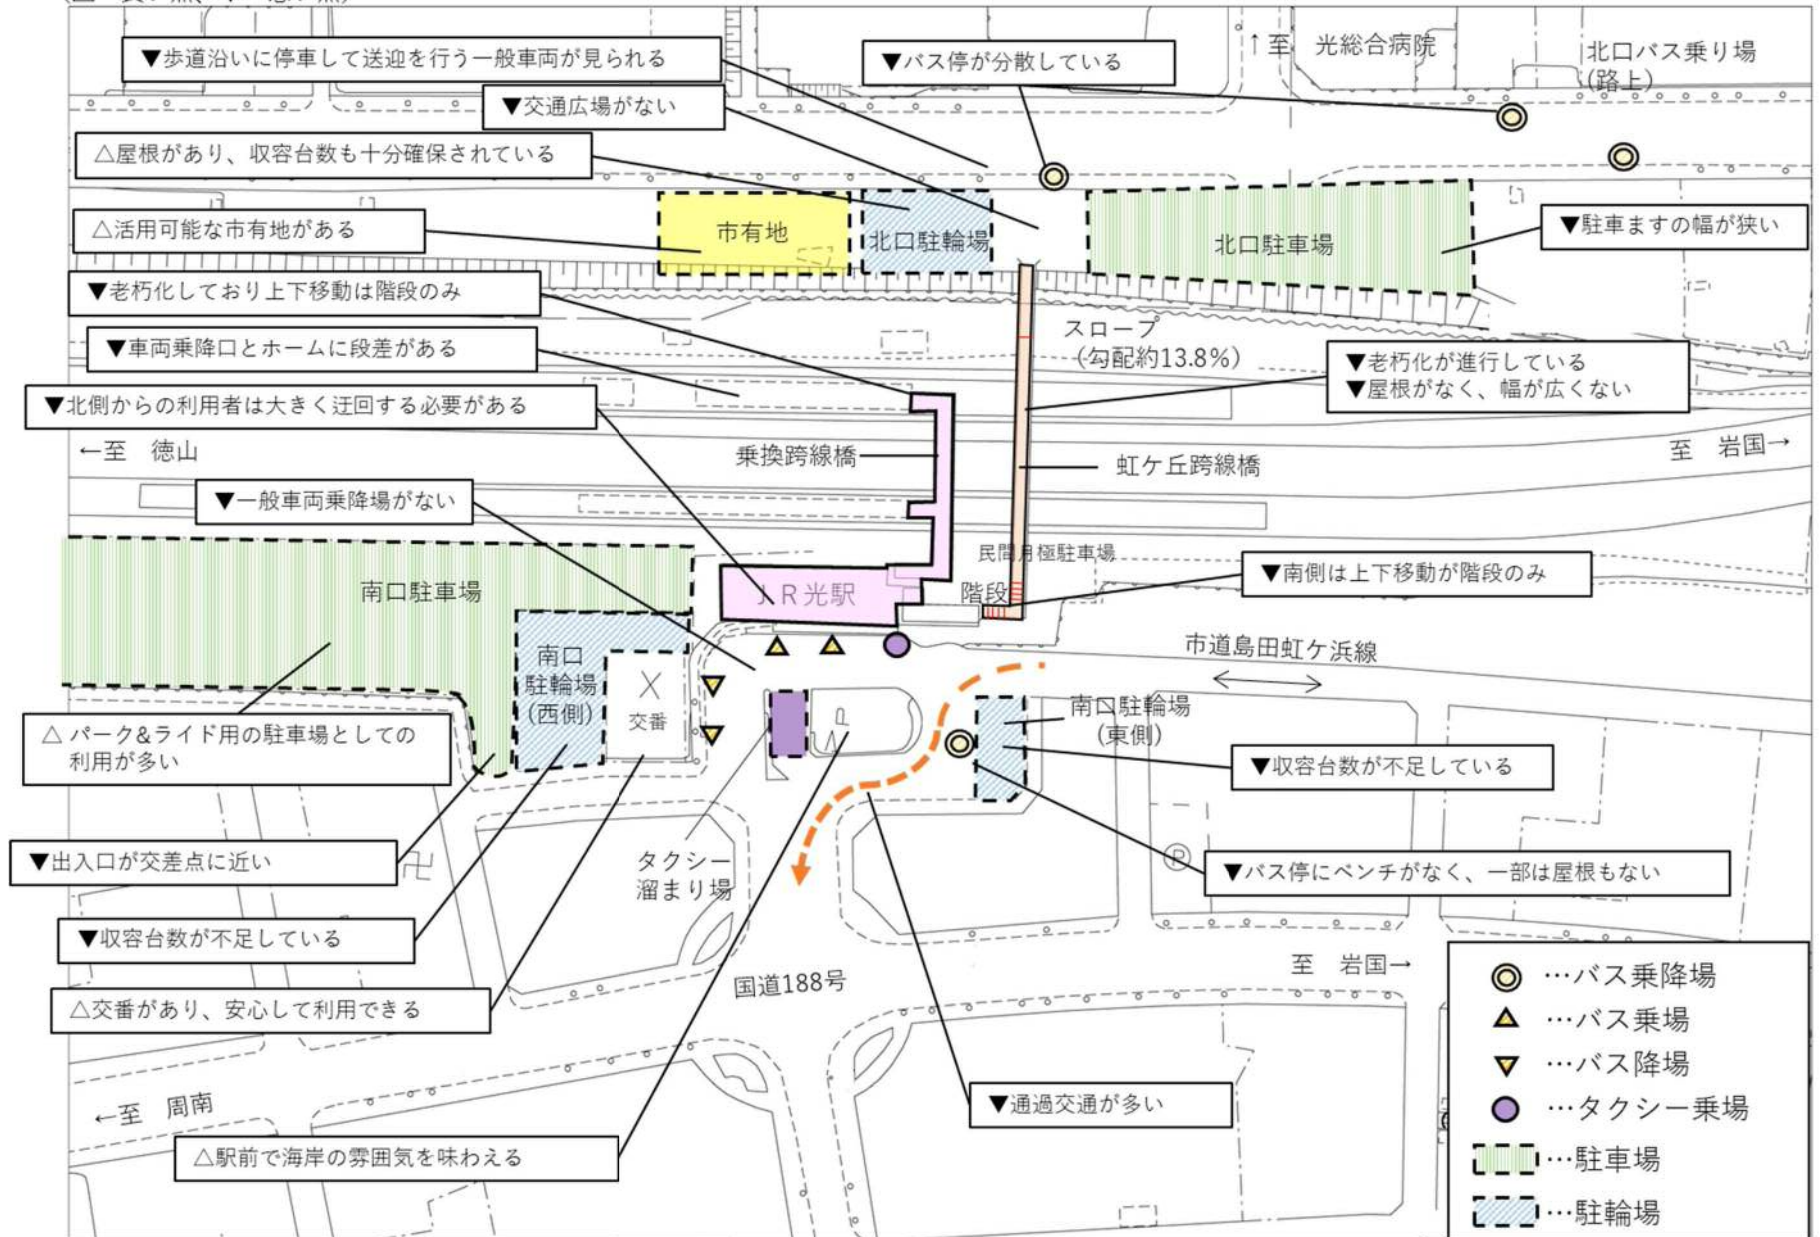 ▼歩道沿いに停車して送迎を行う一般車両が見られる
▼バス停が分散している
↑至 光総合病院
北口バス乗り場
(路上)
▼交通広場がない
△屋根があり、収容台数も十分確保されている
△活用可能な市有地がある
市有地
北口駐輪場
北口駐車場
▼駐車ますの幅が狭い
▼老朽化しており上下移動は階段のみ
スロープ
(勾配約13.8%)
▼車両乗降口とホームに段差がある
▼老朽化が進行している
▼屋根がなく、幅が広くない
▼北側からの利用者は大きく迂回する必要がある
←至 徳山
乗換跨線橋
虹ケ丘跨線橋
至 岩国→
▼一般車両乗降場がない
民間月極駐車場
▼南側は上下移動が階段のみ
南口駐車場
JR光駅
階段
市道島田虹ケ浜線
南口
駐輪場
(西側)
交番
南口駐輪場
(東側)
△ パーク&ライド用の駐車場としての
利用が多い
▼収容台数が不足している
▼出入口が交差点に近い
タクシー
溜まり場
P
▼バス停にベンチがなく、一部は屋根もない
▼収容台数が不足している
国道188号
至 岩国→
△交番があり、安心して利用できる
←至 周南
▼通過交通が多い
△駅前で海岸の雰囲気を味わえる
…バス乗降場
…バス乗場
…バス降場
…タクシー乗場
…駐車場
…駐輪場